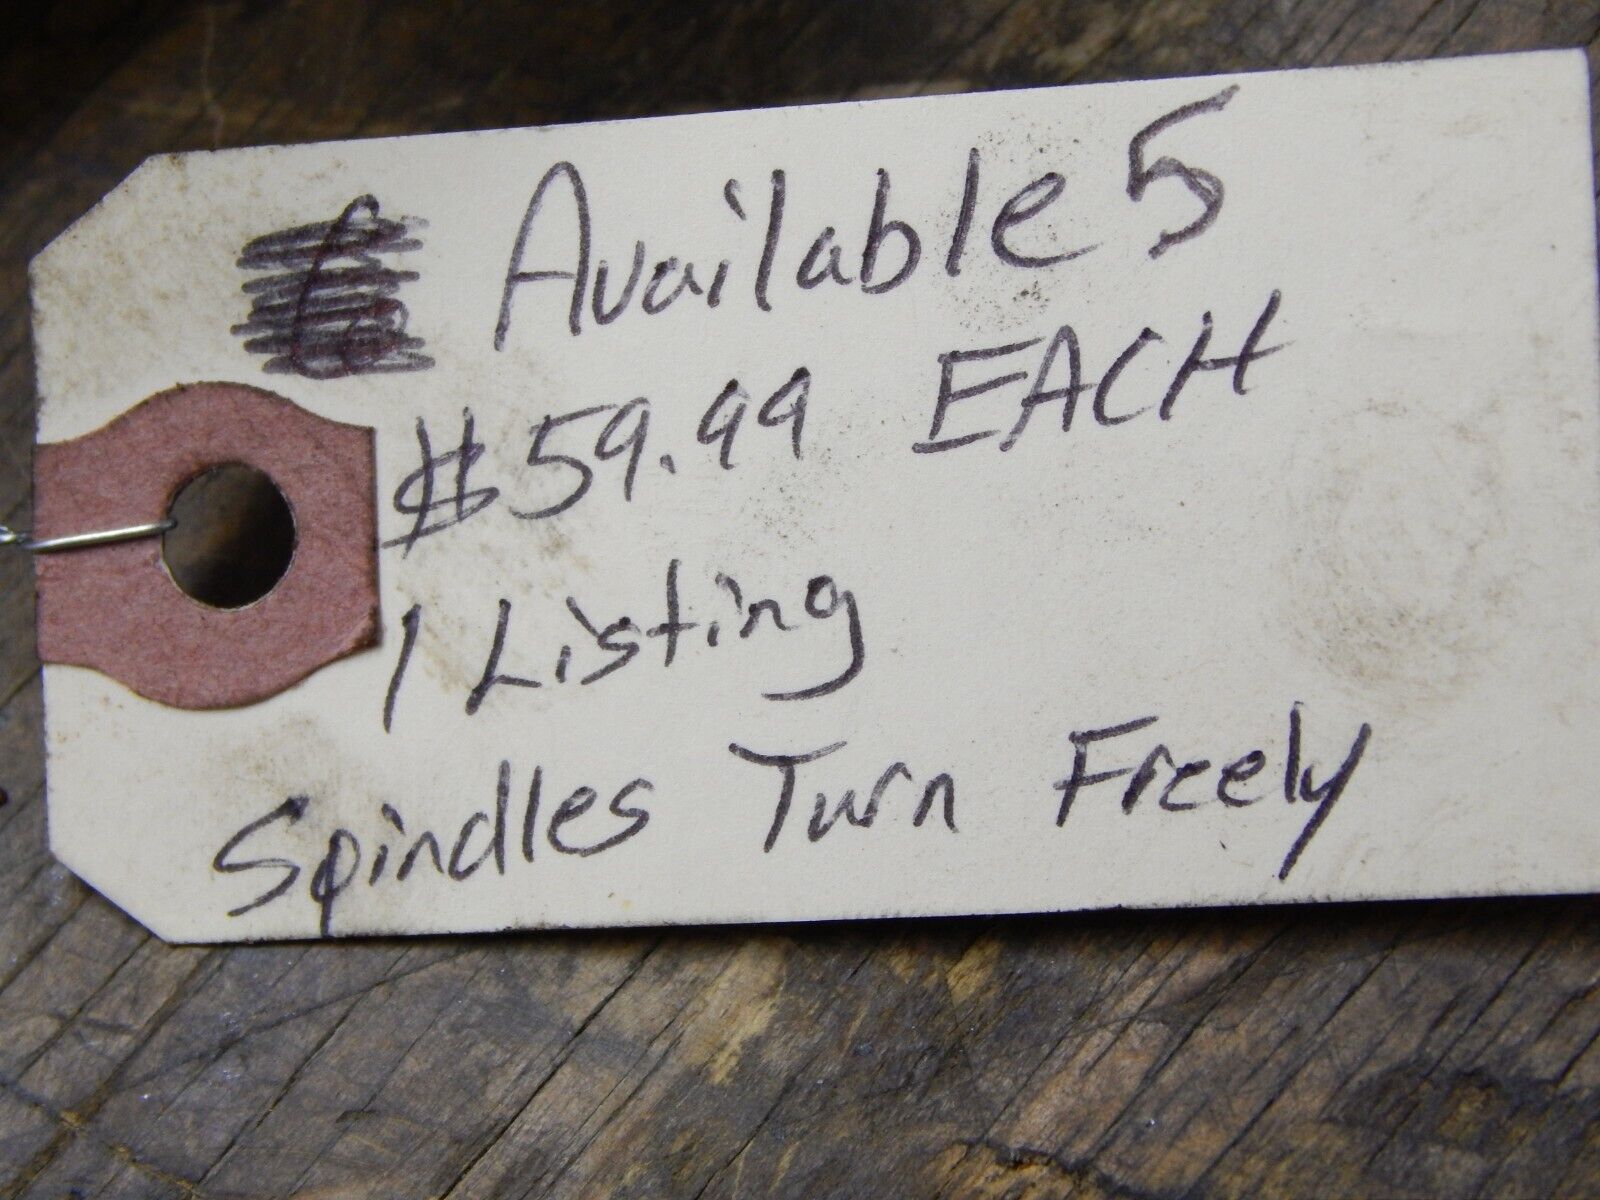 Available 5
$59.99 EACH
1 Listing
Spindles Turn Freely